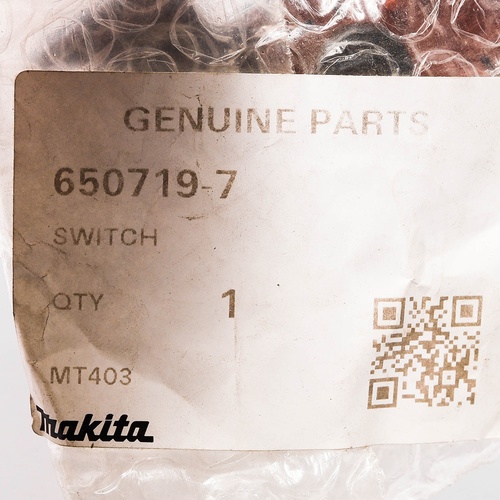 GENUINE PARTS
650719-7
SWITCH
QTY 1
MT403
makita